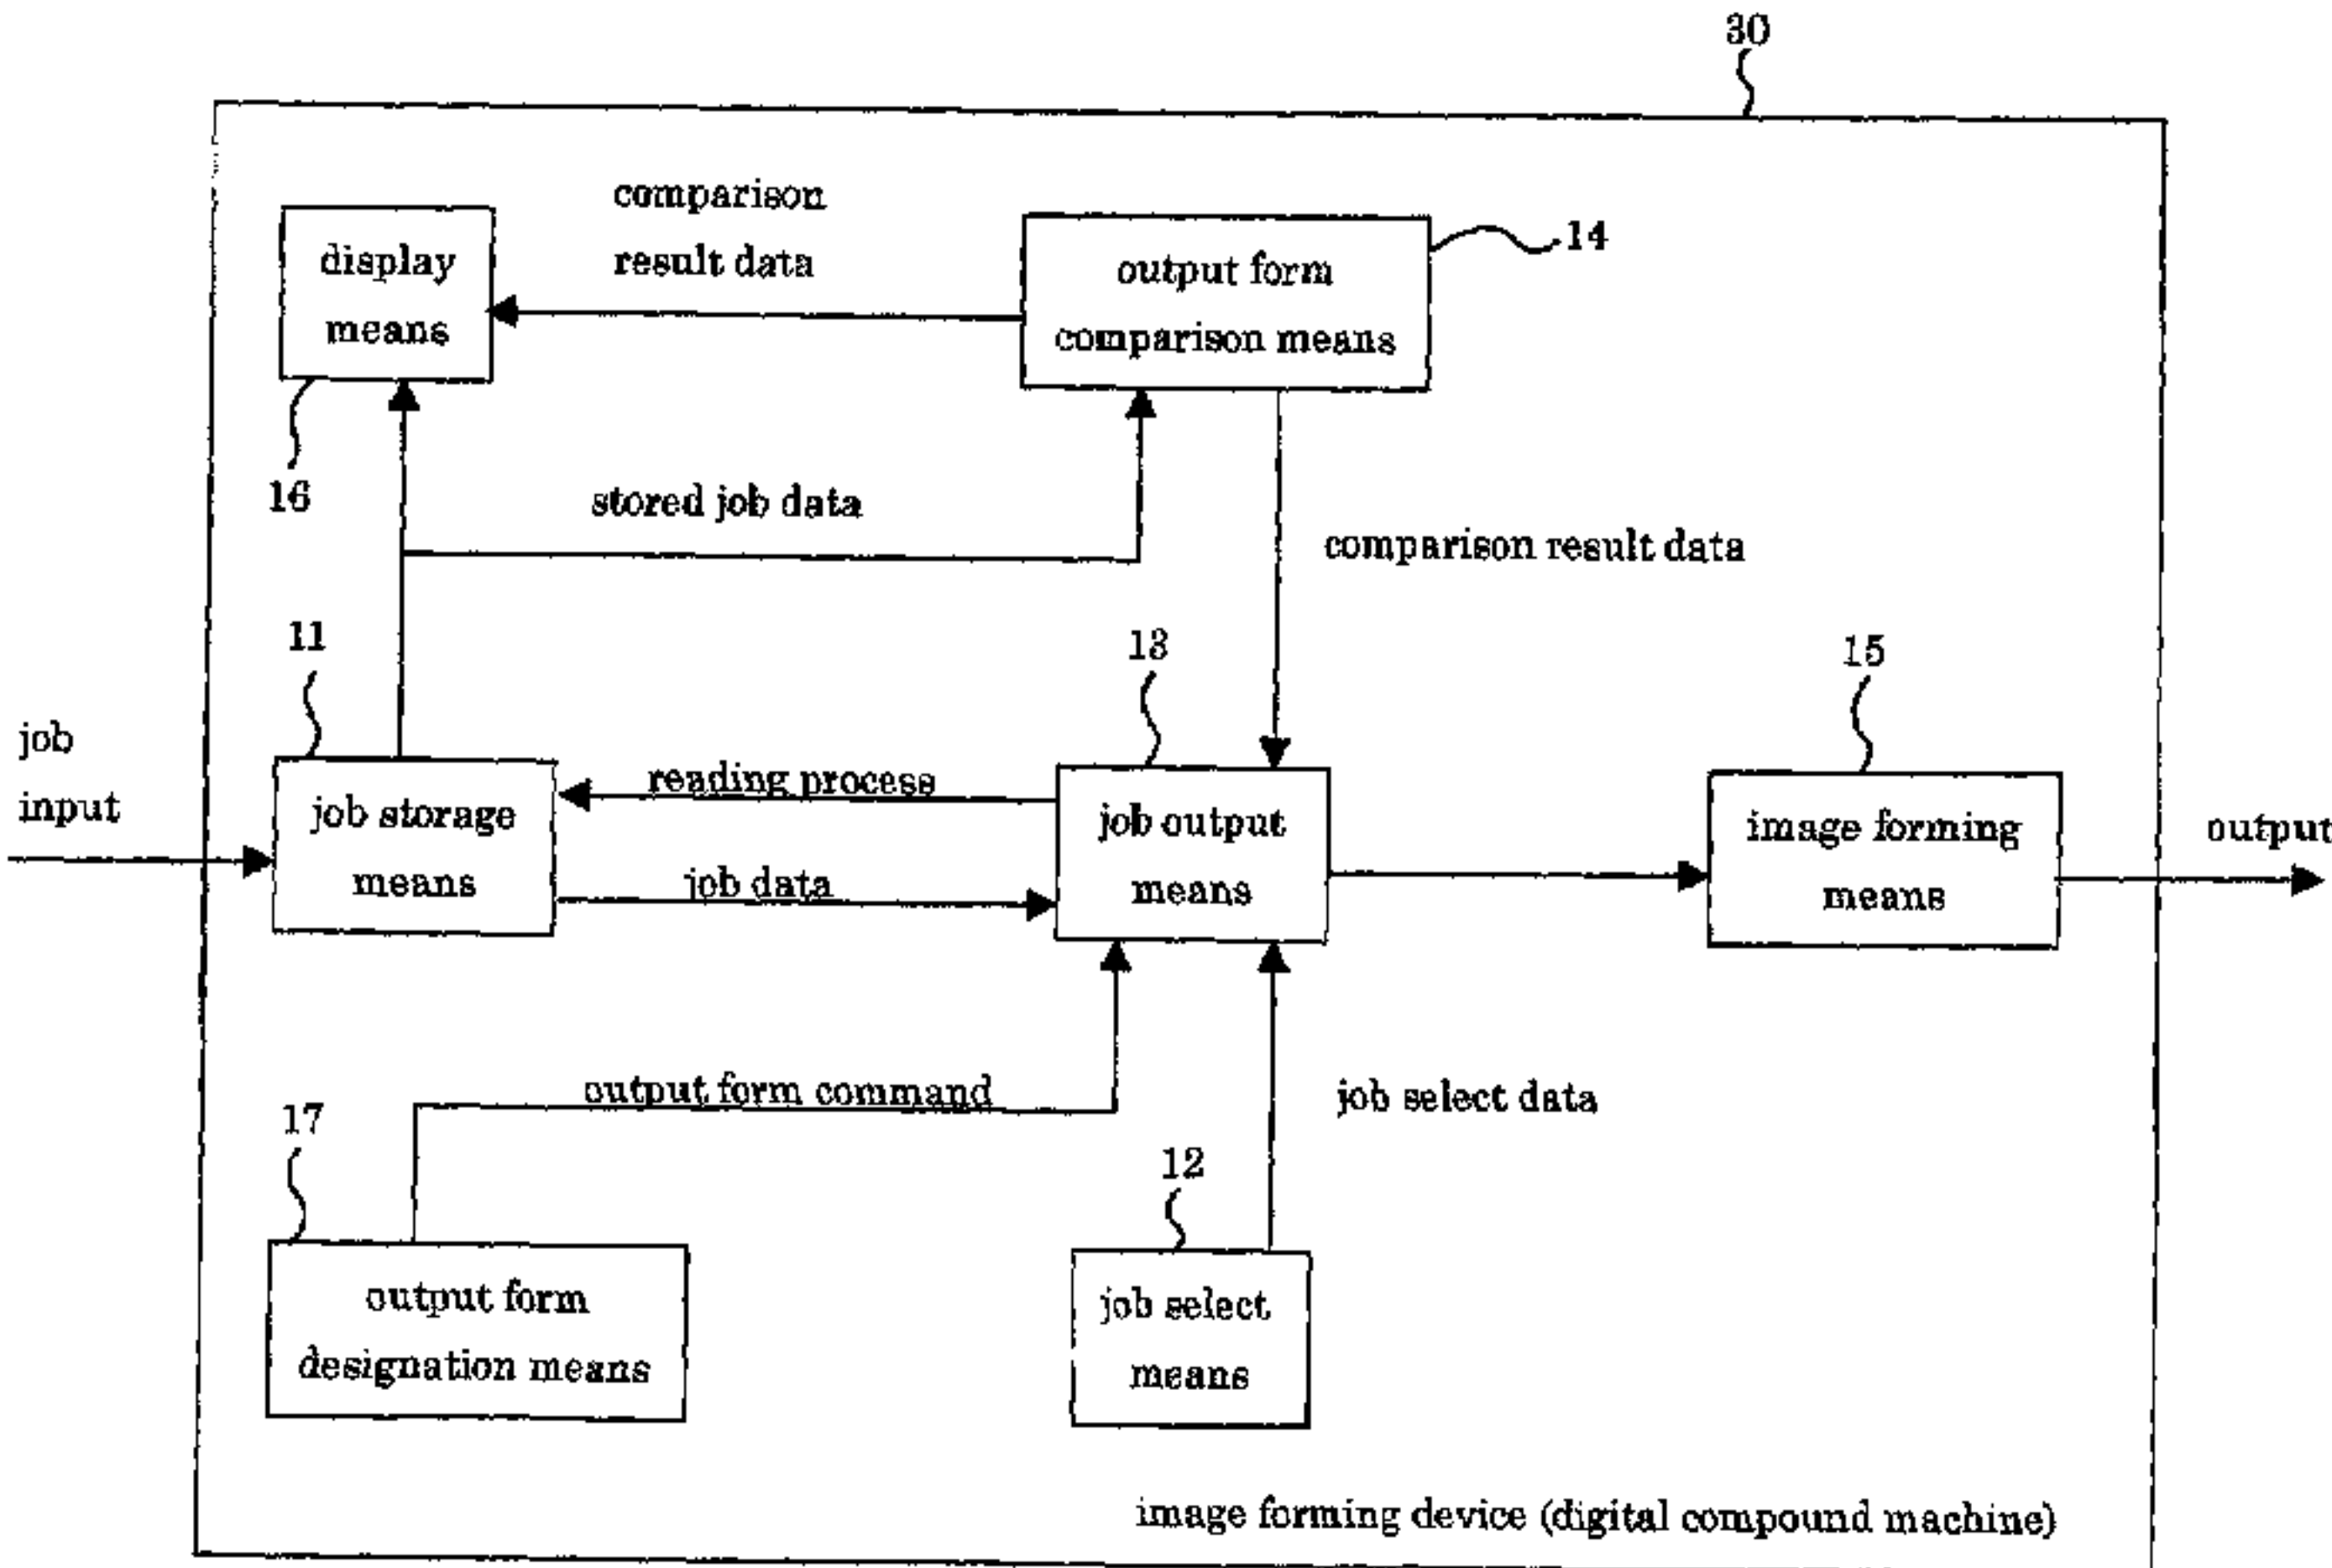 30
comparison
result data
display
means
output form
comparison means
14
16
stored job data
comparison result data
11
13
15
job
input
reading process
job storage
means
job output
means
image forming
means
output
job data
output form command
job select data
17
12
output form
designation means
job select
means
image forming device (digital compound machine)